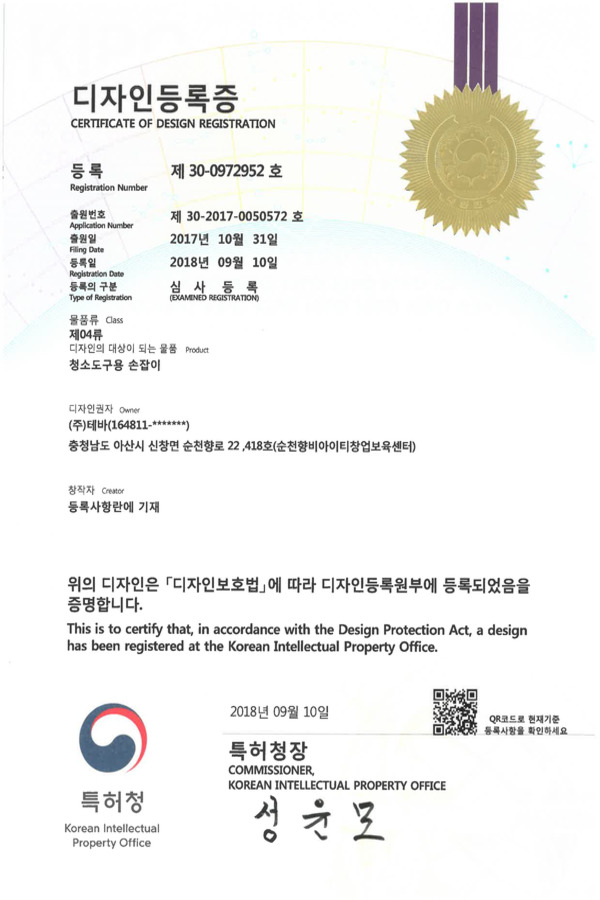 디자인등록증
CERTIFICATE OF DESIGN REGISTRATION
등록 제 30-0972952 호
Registration Number
출원번호 제 30-2017-0050572 호
Application Number
출원일 2017년 10월 31일
Filing Date
등록일 2018년 09월 10일
Registration Date
등록의 구분 심사등록
Type of Registration (EXAMINED REGISTRATION)
물품류 Class
제04류
디자인의 대상이 되는 물품 Product
청소도구용 손잡이
디자인권자 Owner
(주)테바(164811-*******)
충청남도 아산시 신창면 순천향로 22 ,418호(순천향비아이티창업보육센터)
창작자 Creator
등록사항란에 기재
위의 디자인은 「디자인보호법」에 따라 디자인등록원부에 등록되었음을
증명합니다.
This is to certify that, in accordance with the Design Protection Act, a design
has been registered at the Korean Intellectual Property Office.
2018년 09월 10일
QR코드로 현재기준
등록사항을 확인하세요
특허청장
COMMISSIONER,
KOREAN INTELLECTUAL PROPERTY OFFICE
성윤모
특허청
Korean Intellectual
Property Office